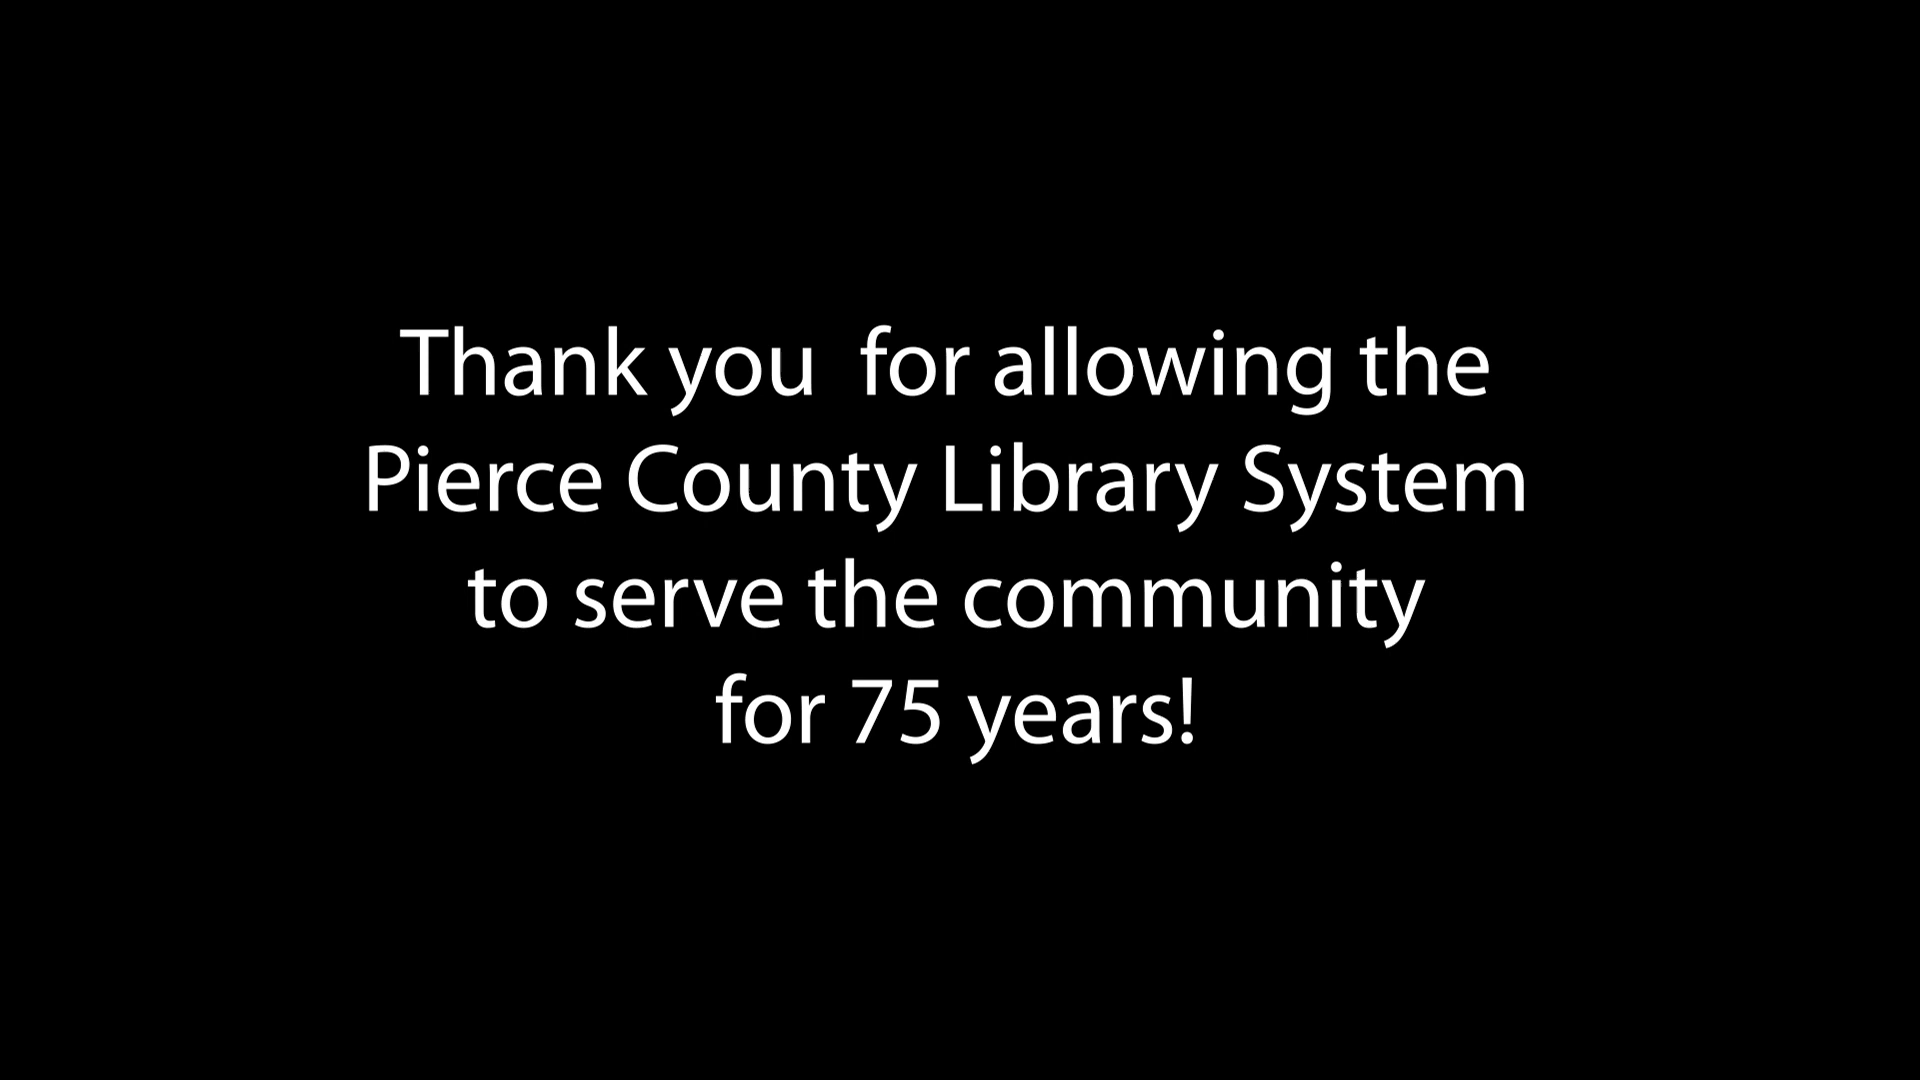 Thank you  for allowing the
Pierce County Library System
to serve the community
for 75 years!